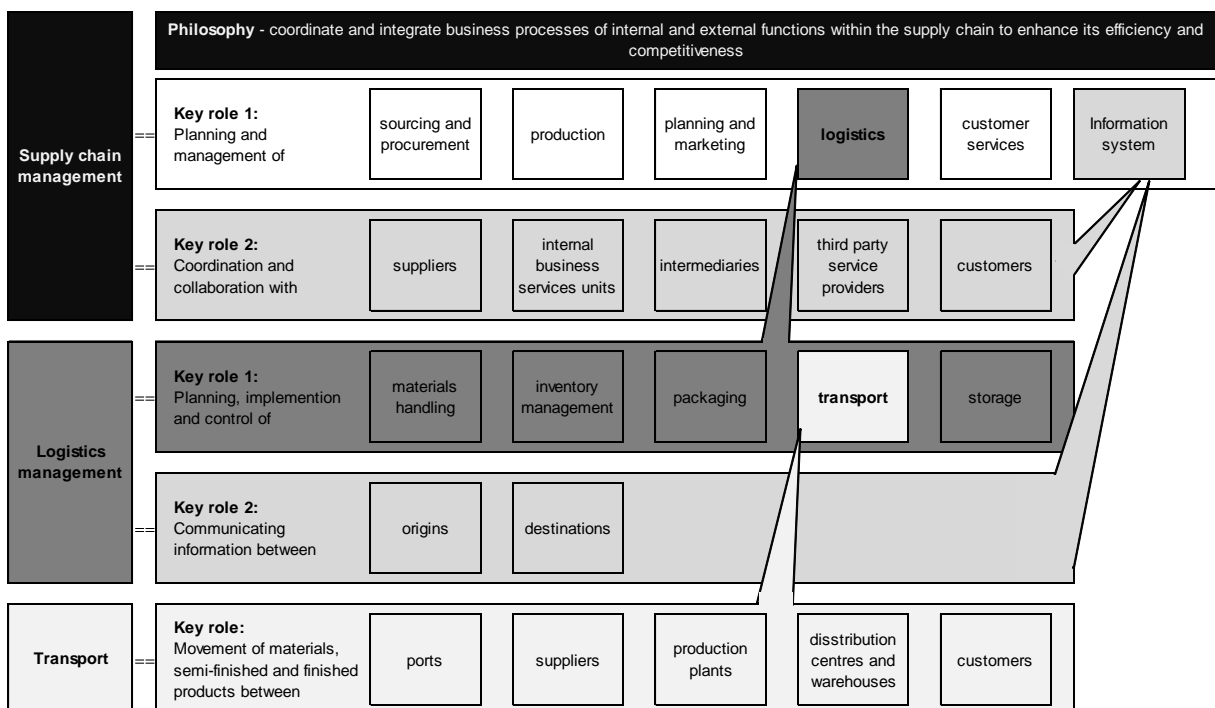 Philosophy - coordinate and integrate business processes of internal and external functions within the supply chain to enhance its efficiency and
competitiveness
Supply chain
management
==
Key role 1:
Planning and
management of
sourcing and
procurement
production
planning and
marketing
logistics
customer
services
Information
system
==
Key role 2:
Coordination and
collaboration with
suppliers
internal
business
services units
intermediaries
third party
service
providers
customers
Logistics
management
==
Key role 1:
Planning, implemention
and control of
materials
handling
inventory
management
packaging
transport
storage
==
Key role 2:
Communicating
information between
origins
destinations
Transport
==
Key role:
Movement of materials,
semi-finished and finished
products between
ports
suppliers
production
plants
disstribution
centres and
warehouses
customers